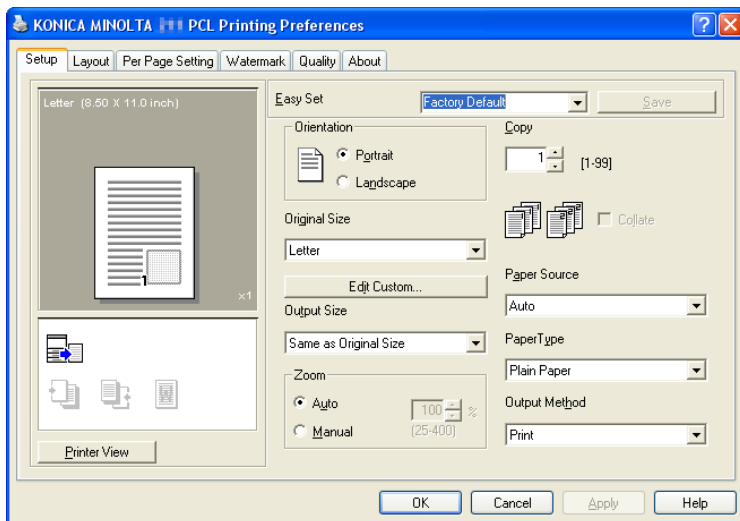 KONICA MINOLTA PCL Printing Preferences
Setup Layout Per Page Setting Watermark Quality About
Letter (8.50 X 11.0 inch)
1
x1
Printer View
Easy Set Factory Default Save
Orientation
Portrait
Landscape
Original Size
Letter
Edit Custom...
Output Size
Same as Original Size
Zoom
Auto
Manual
100 %
(25-400)
Copy
1 [1-99]
Collate
Paper Source
Auto
PaperType
Plain Paper
Output Method
Print
OK Cancel Apply Help